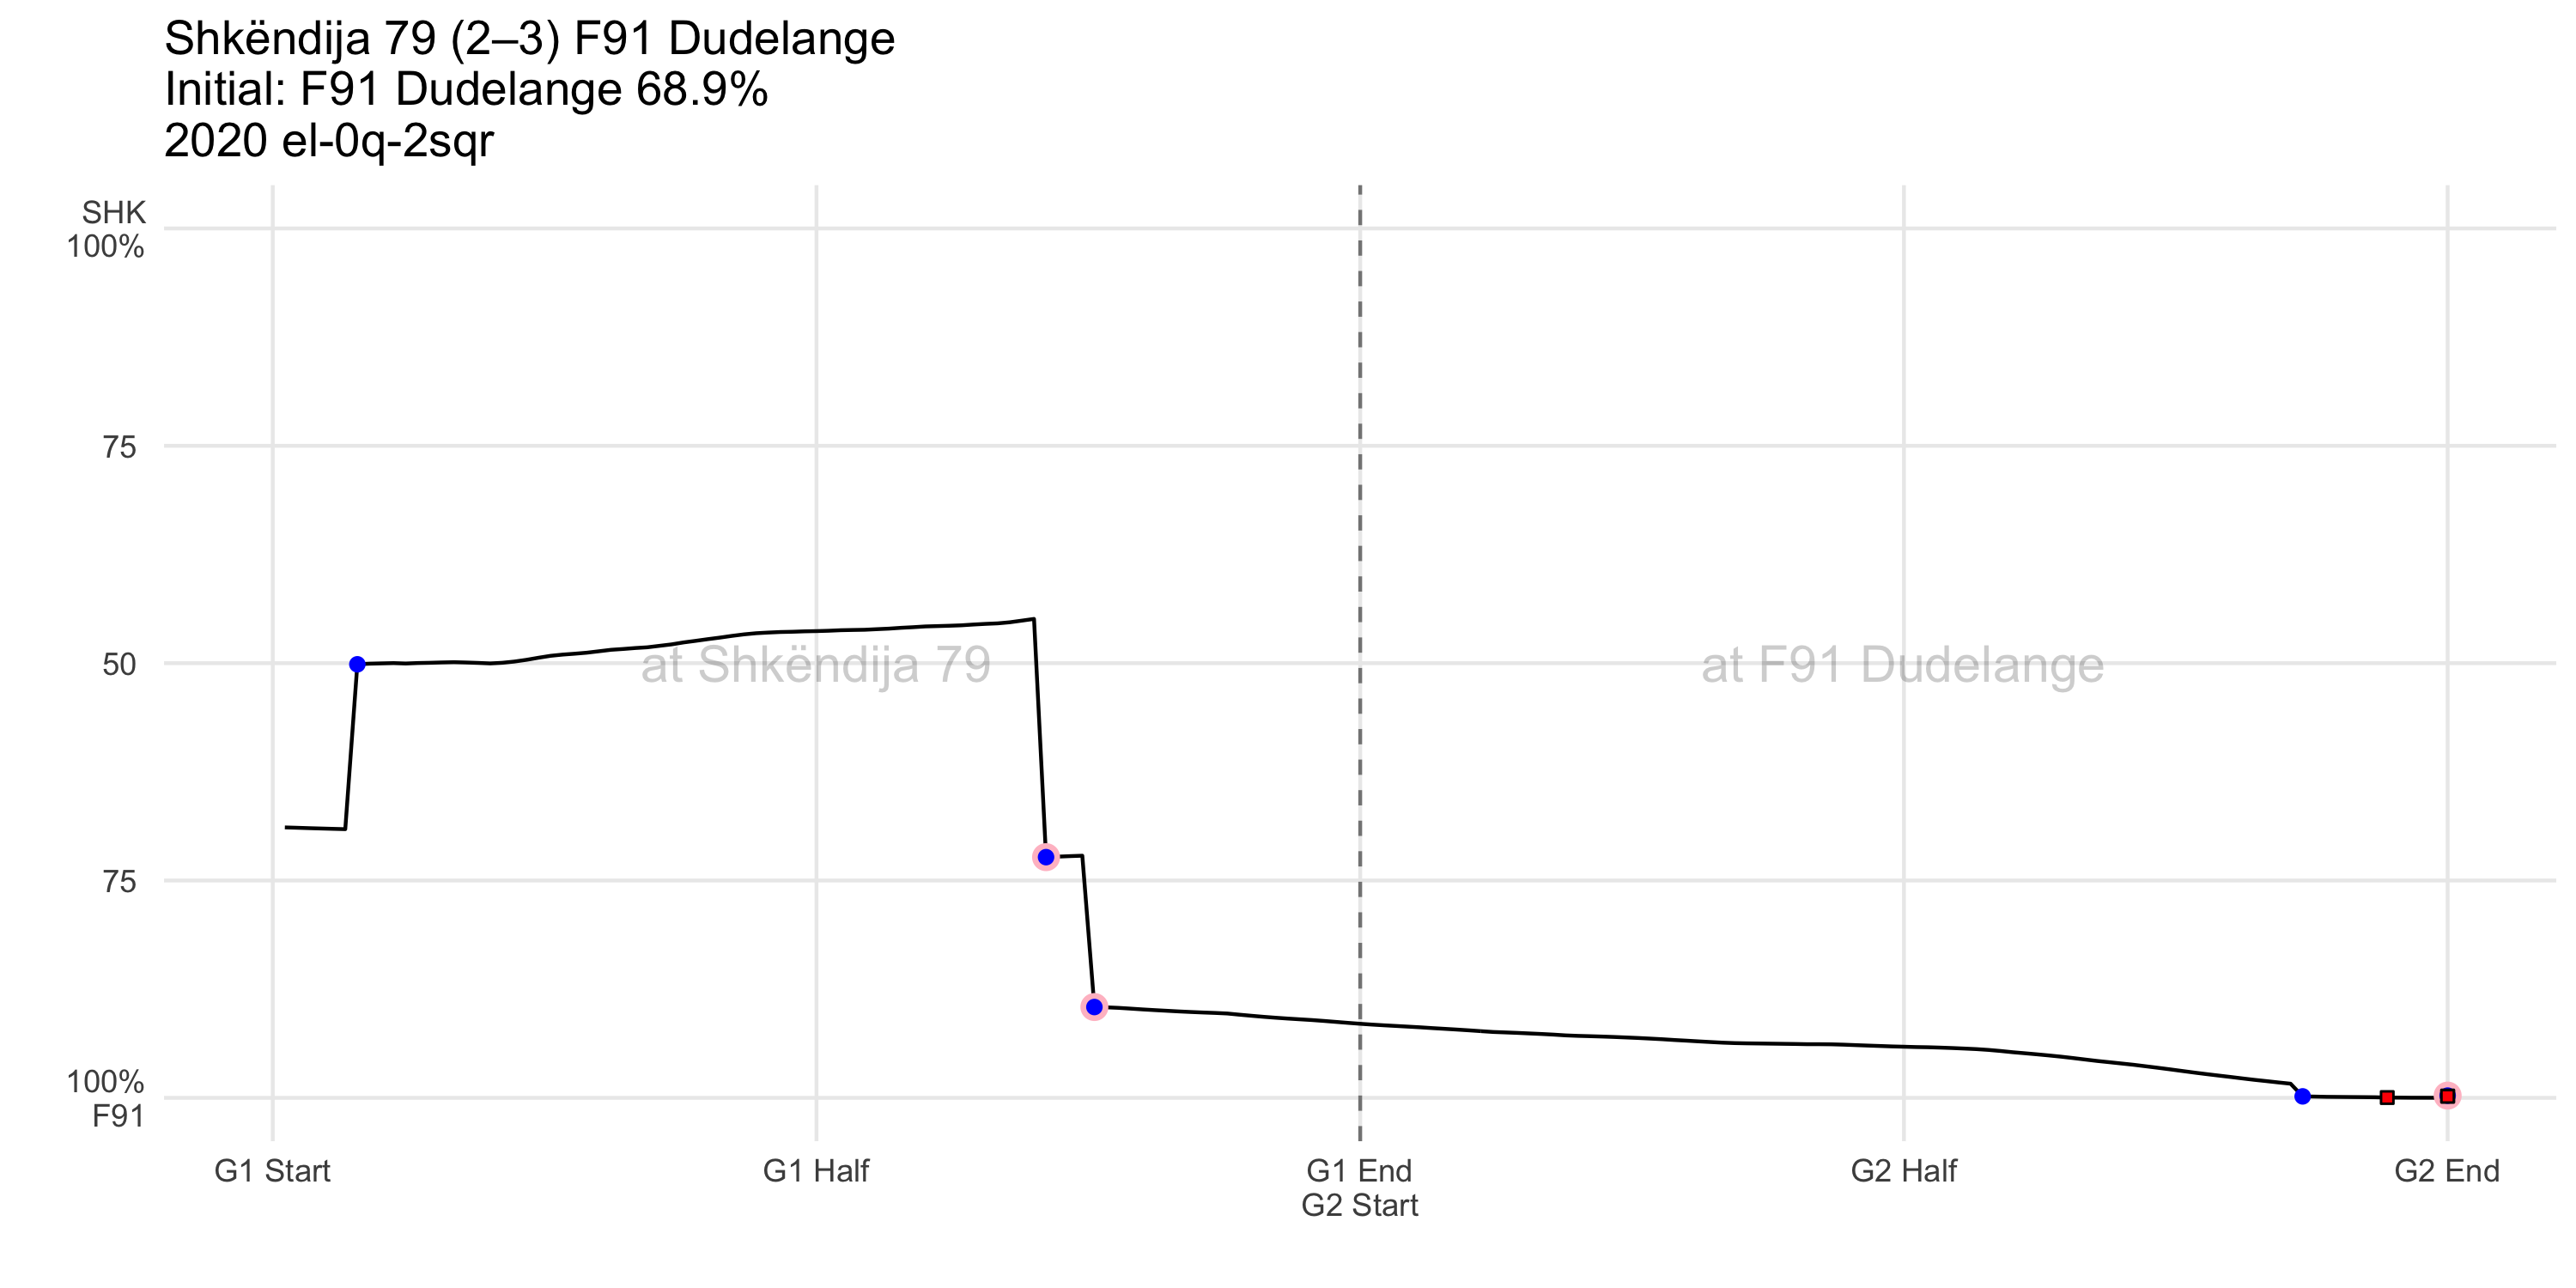 Shkëndija 79 (2–3) F91 Dudelange
Initial: F91 Dudelange 68.9%
2020 el-0q-2sqr
SHK
100%
75
50
75
100%
F91
at Shkëndija 79
at F91 Dudelange
G1 Start
G1 Half
G1 End
G2 Start
G2 Half
G2 End